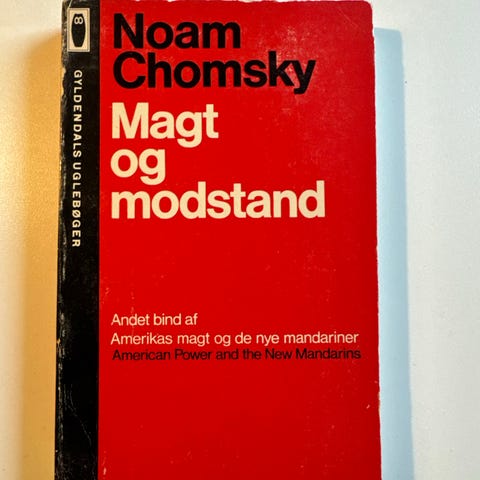 Noam
Chomsky
Magt
og
modstand
Andet bind af
Amerikas magt og de nye mandariner
American Power and the New Mandarins
GYLDENDALS UGLEBØGER